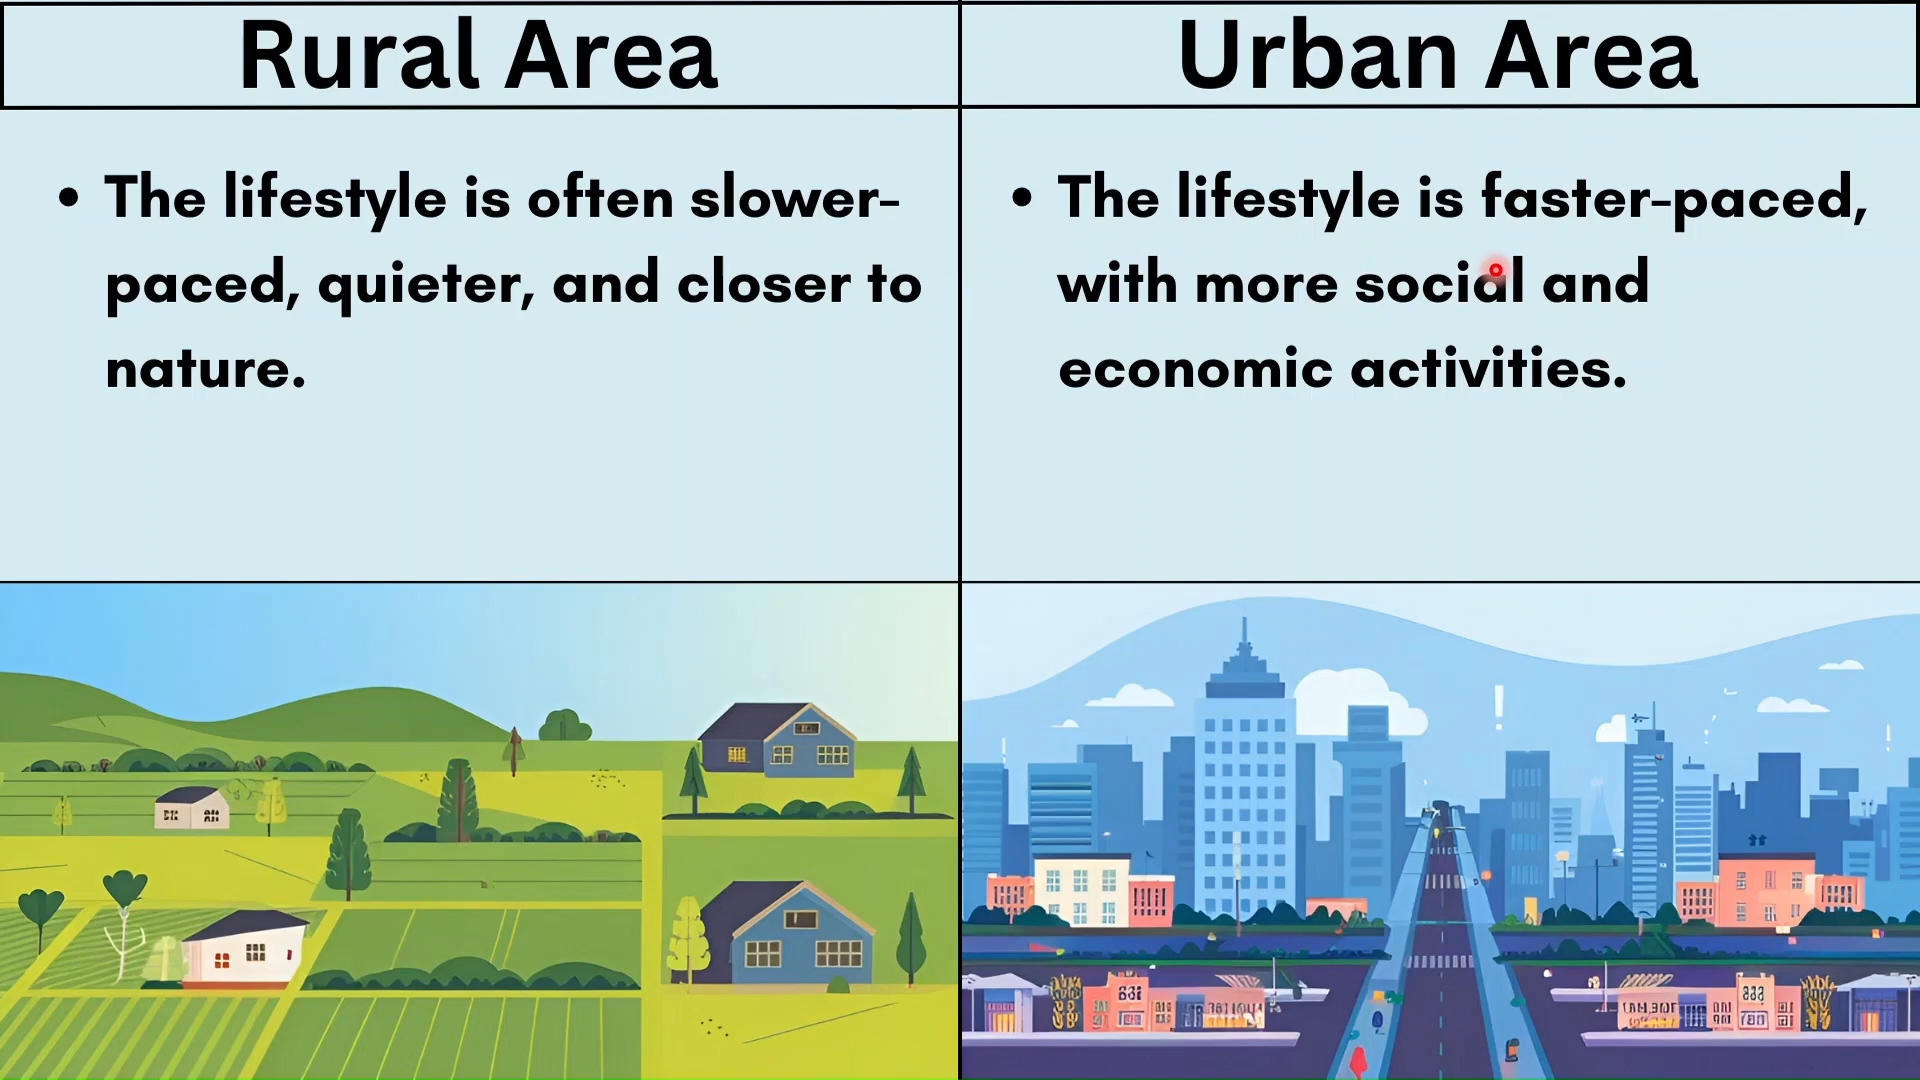 Rural Area
Urban Area
• The lifestyle is often slower-
paced, quieter, and closer to
nature.
• The lifestyle is faster-paced,
with more social and
economic activities.